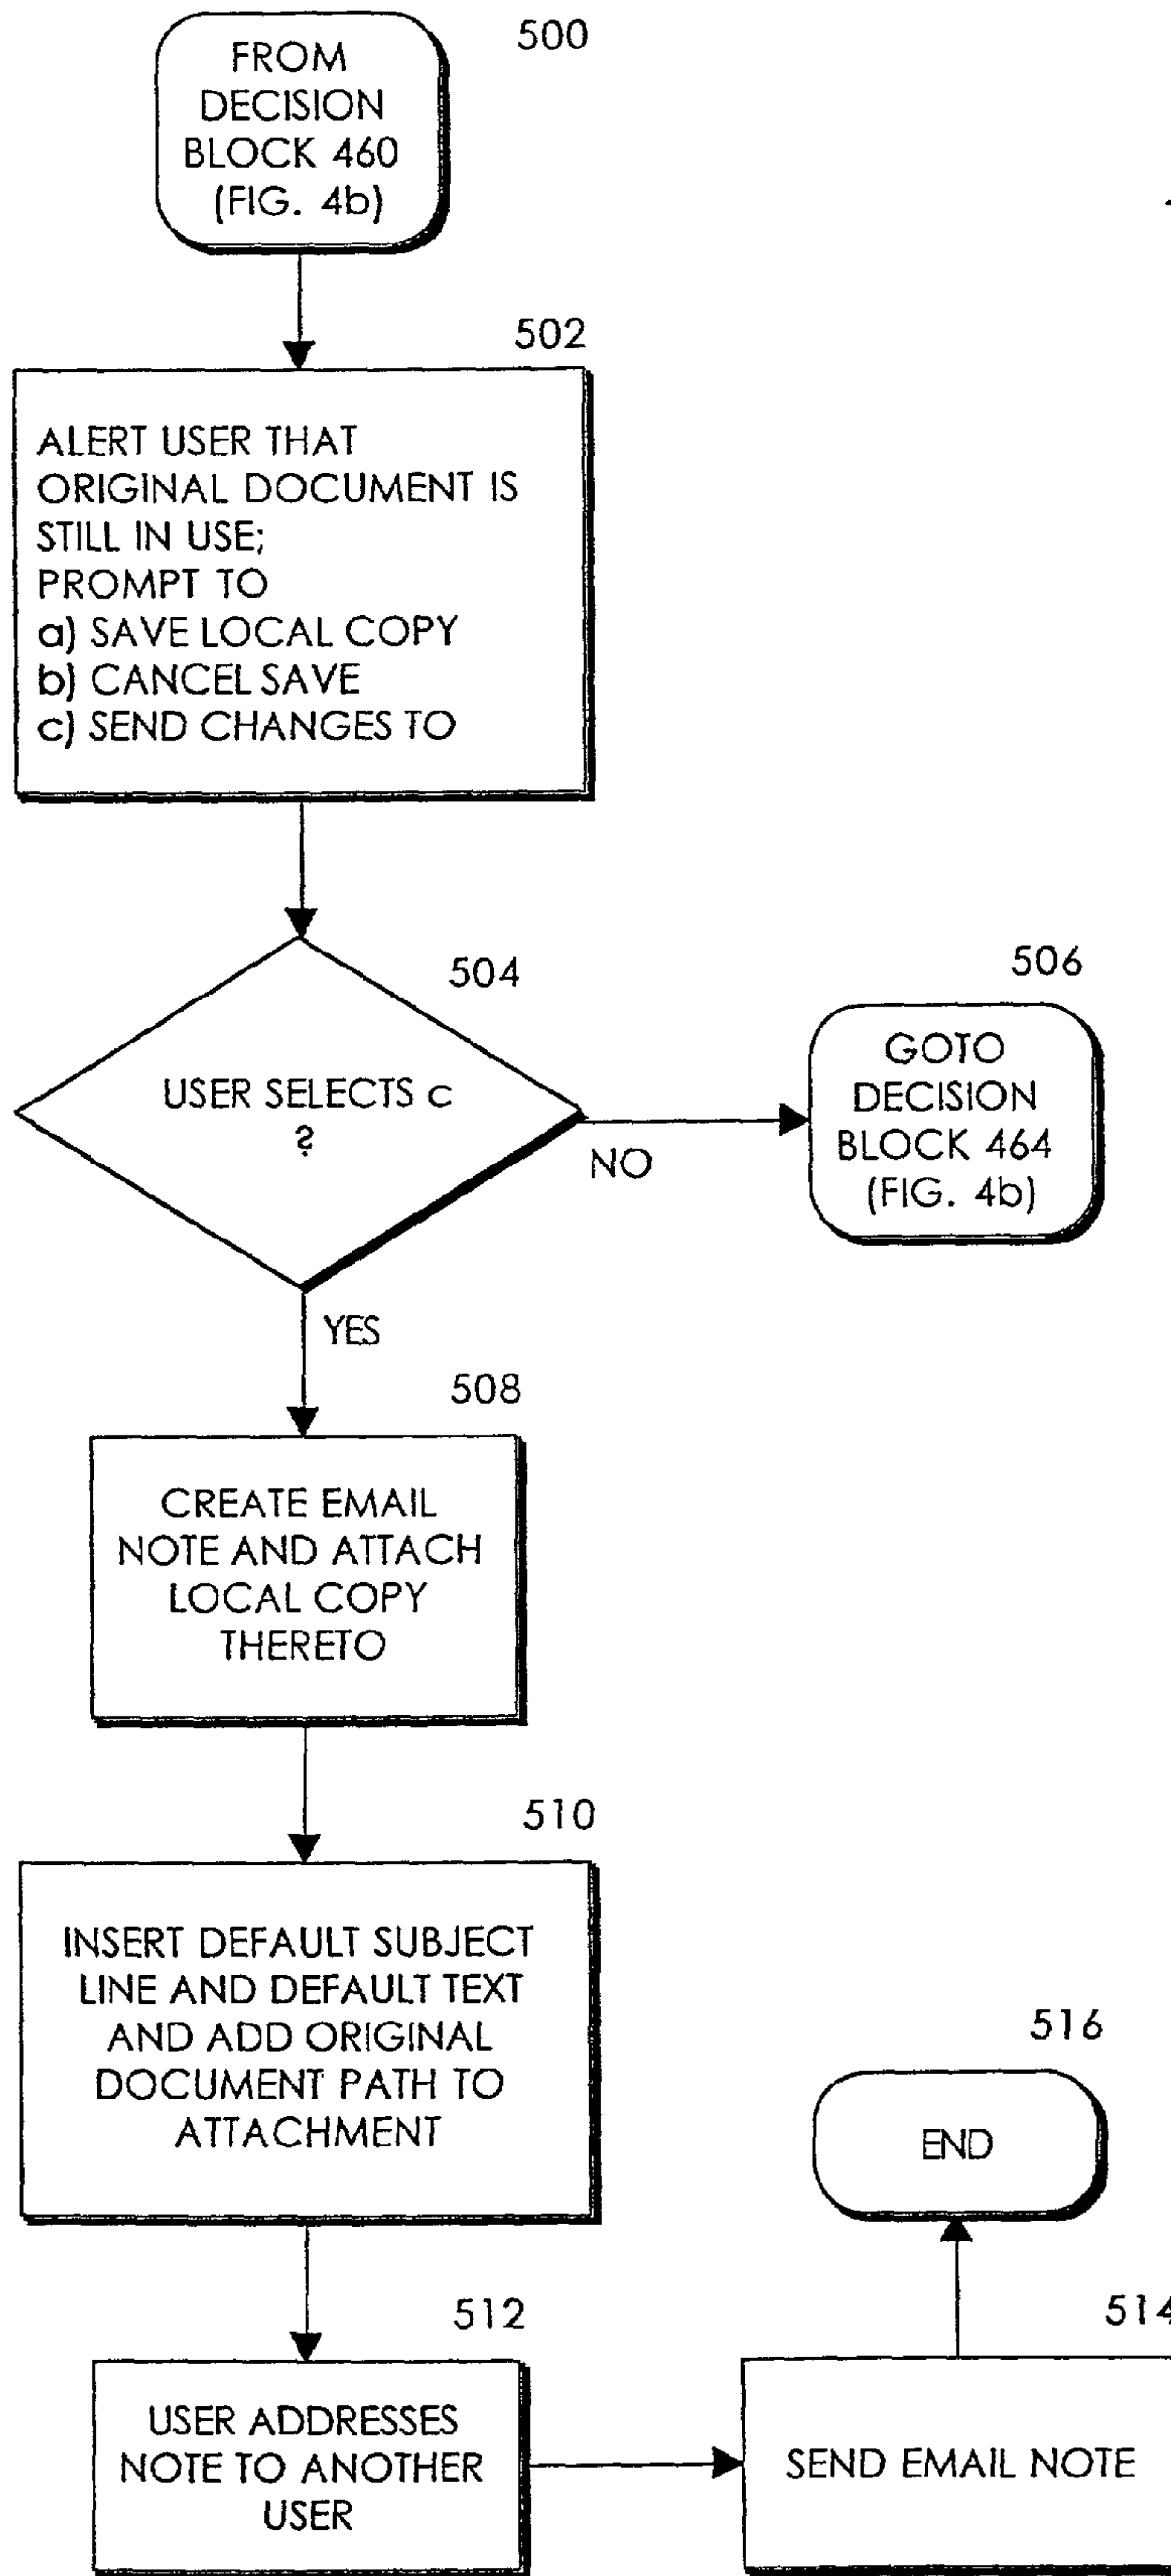 500
FROM
DECISION
BLOCK 460
(FIG. 4b)
502
ALERT USER THAT
ORIGINAL DOCUMENT IS
STILL IN USE;
PROMPT TO
a) SAVE LOCAL COPY
b) CANCEL SAVE
c) SEND CHANGES TO
504
USER SELECTS c
?
NO
506
GOTO
DECISION
BLOCK 464
(FIG. 4b)
YES
508
CREATE EMAIL
NOTE AND ATTACH
LOCAL COPY
THERETO
510
INSERT DEFAULT SUBJECT
LINE AND DEFAULT TEXT
AND ADD ORIGINAL
DOCUMENT PATH TO
ATTACHMENT
512
USER ADDRESSES
NOTE TO ANOTHER
USER
514
SEND EMAIL NOTE
516
END